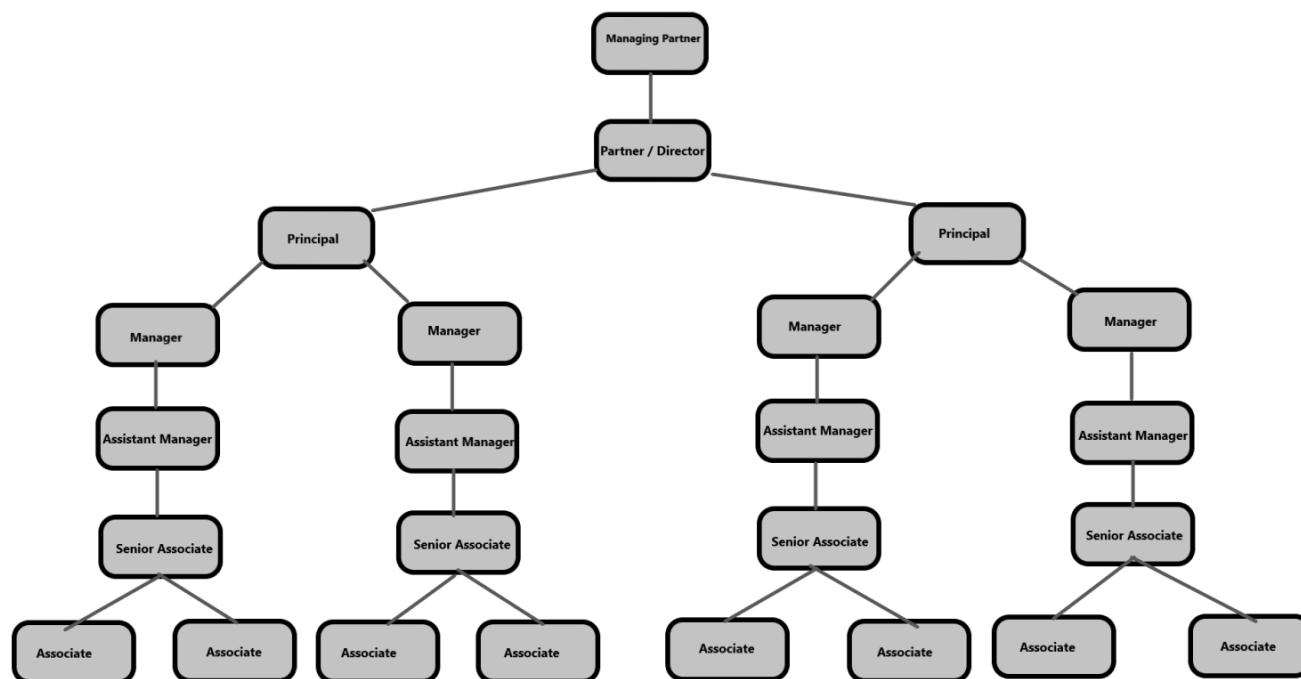 Managing Partner
Partner / Director
Principal
Principal
Manager
Manager
Manager
Manager
Assistant Manager
Assistant Manager
Assistant Manager
Assistant Manager
Senior Associate
Senior Associate
Senior Associate
Senior Associate
Associate
Associate
Associate
Associate
Associate
Associate
Associate
Associate